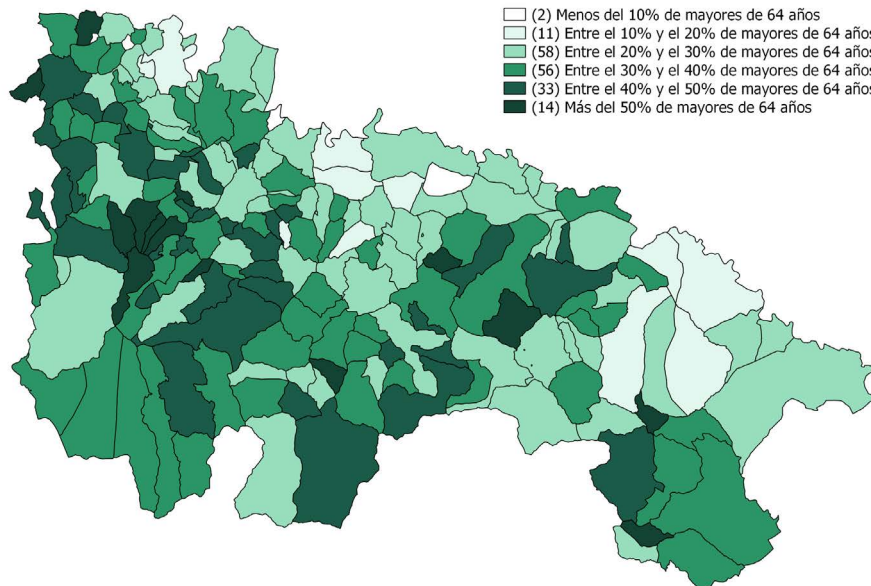 (2) Menos del 10% de mayores de 64 años
(11) Entre el 10% y el 20% de mayores de 64 años
(58) Entre el 20% y el 30% de mayores de 64 años
(56) Entre el 30% y el 40% de mayores de 64 años
(33) Entre el 40% y el 50% de mayores de 64 años
(14) Más del 50% de mayores de 64 años